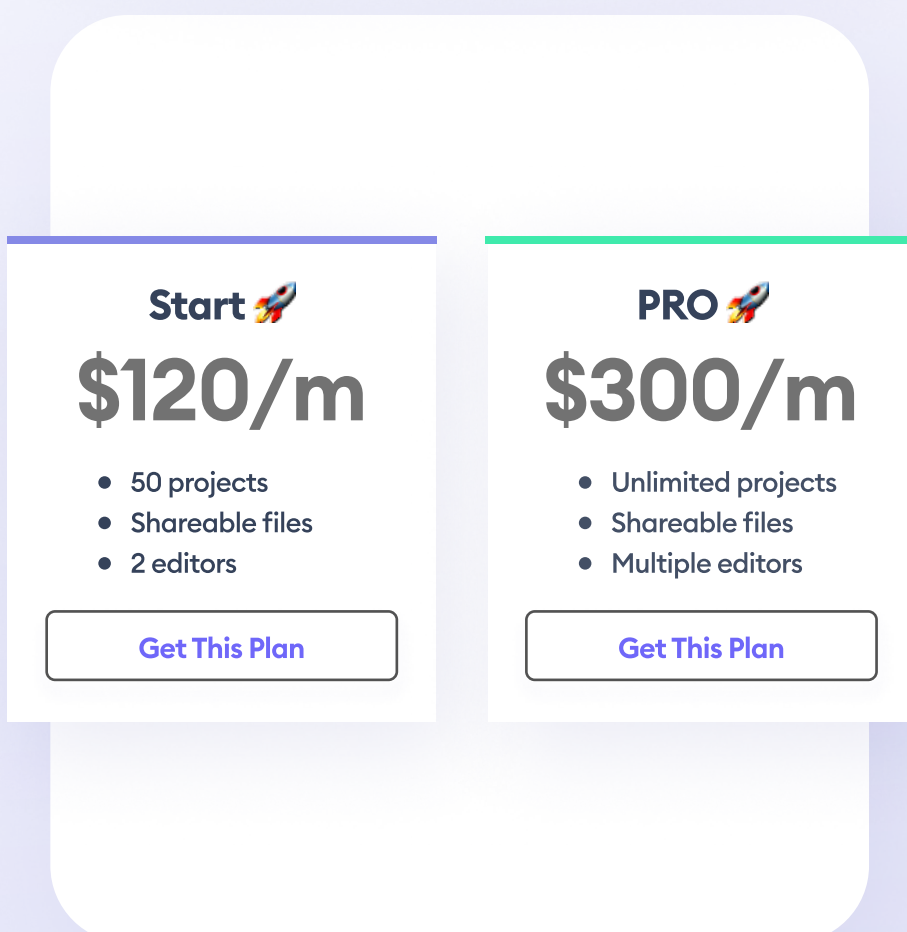 Start 🚀
$120/m
50 projects
Shareable files
2 editors
Get This Plan
PRO 🚀
$300/m
Unlimited projects
Shareable files
Multiple editors
Get This Plan